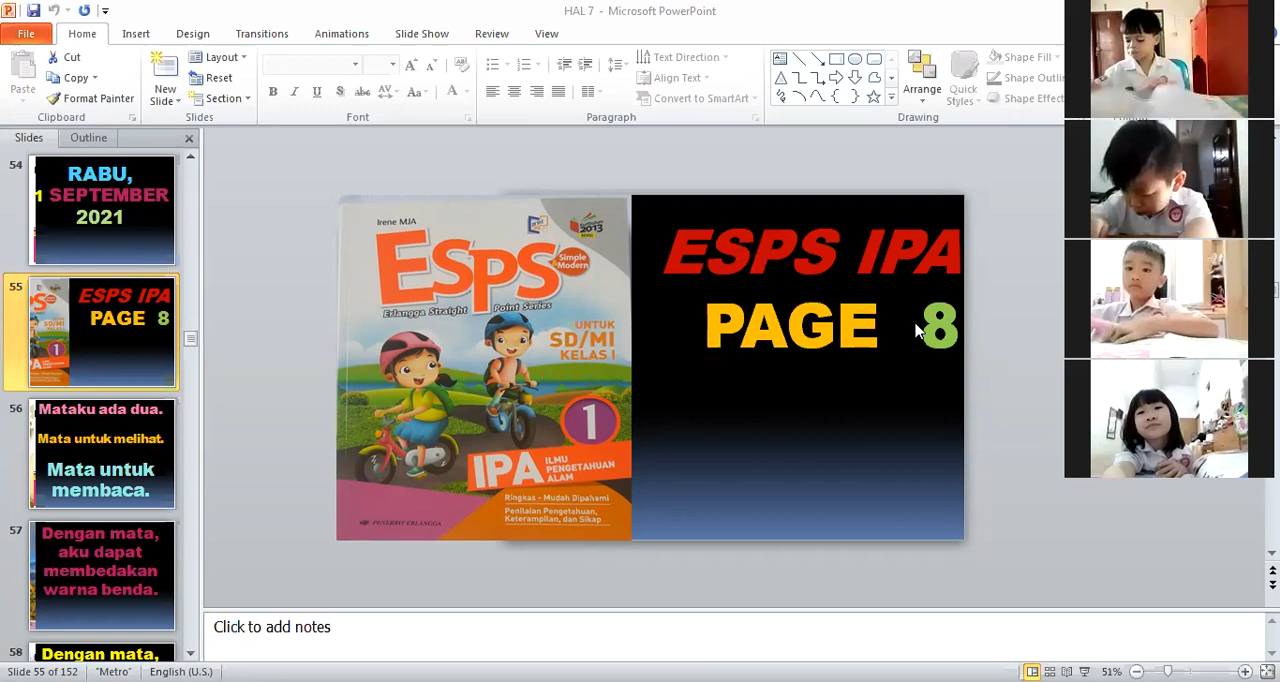 HAL 7 - Microsoft PowerPoint
File Home Insert Design Transitions Animations Slide Show Review View
Cut
Copy
Format Painter
Paste
Clipboard
New
Slide
Layout
Reset
Section
Slides
B I U S abc AV Aa A
Font
Text Direction
Align Text
Convert to SmartArt
Paragraph
Arrange
Quick
Styles
Shape Fill
Shape Outli
Shape Effect
Drawing
Slides Outline
54
RABU,
1 SEPTEMBER
2021
55
ESPS IPA
PAGE 8
56
Mataku ada dua.
Mata untuk melihat.
Mata untuk
membaca.
57
Dengan mata,
aku dapat
membedakan
warna benda.
58
Dengan mata,
Irene MJA
2013
ESPS
Simple
Modern
Erlangga Straight Point Series
UNTUK
SD/MI
KELAS I
1
IPA
ILMU
PENGETAHUAN
ALAM
Ringkas - Mudah Dipahami
Penilaian Pengetahuan,
Keterampilan, dan Sikap
PENERBIT ERLANGGA
ESPS IPA
PAGE 8
Click to add notes
Slide 55 of 152 "Metro" English (U.S.) 51%